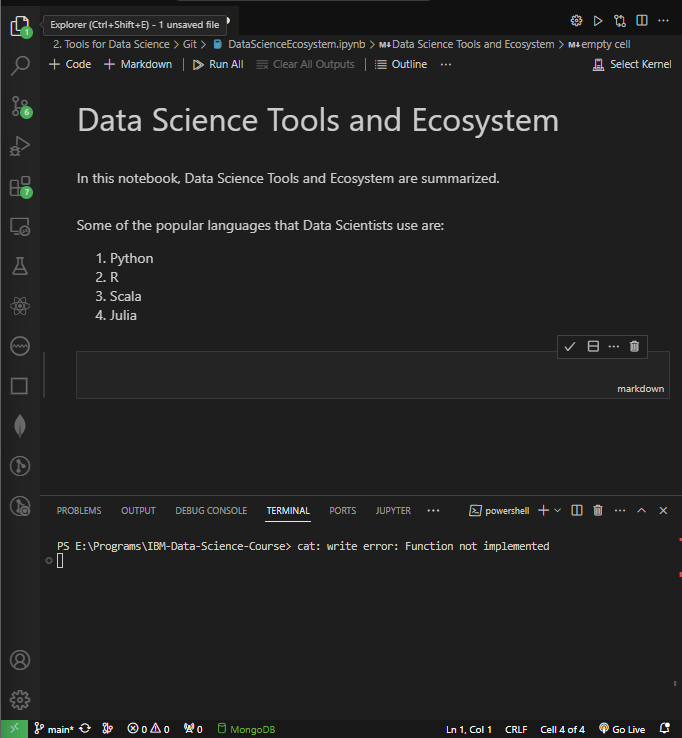 Explorer (Ctrl+Shift+E) - 1 unsaved file
1
2. Tools for Data Science > Git > DataScienceEcosystem.ipynb > M↓Data Science Tools and Ecosystem > M↓empty cell
+ Code + Markdown | Run All Clear All Outputs | Outline ··· Select Kernel
Data Science Tools and Ecosystem
6
In this notebook, Data Science Tools and Ecosystem are summarized.
7
Some of the popular languages that Data Scientists use are:
1. Python
2. R
3. Scala
4. Julia
markdown
PROBLEMS OUTPUT DEBUG CONSOLE TERMINAL PORTS JUPYTER ··· powershell
PS E:\Programs\IBM-Data-Science-Course> cat: write error: Function not implemented
main* 0 0 0 MongoDB Ln 1, Col 1 CRLF Cell 4 of 4 Go Live